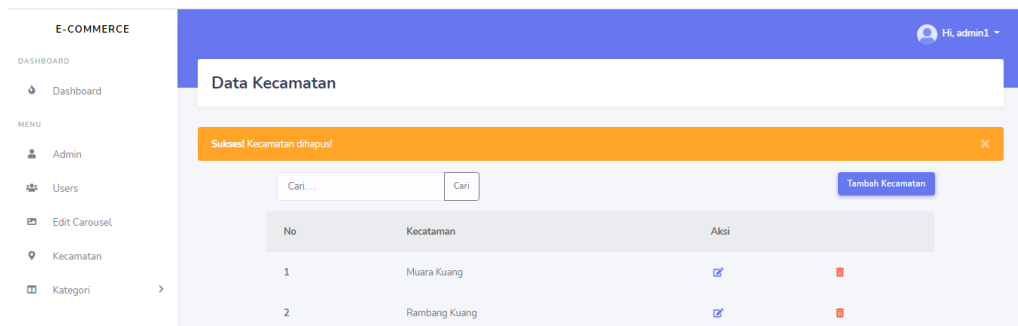 E-COMMERCE
Hi, admin1
DASHBOARD
Dashboard
MENU
Admin
Users
Edit Carousel
Kecamatan
Kategori
Data Kecamatan
Sukses! Kecamatan dihapus!
×
Cari. . .
Cari
Tambah Kecamatan
No Kecataman Aksi
1 Muara Kuang
2 Rambang Kuang